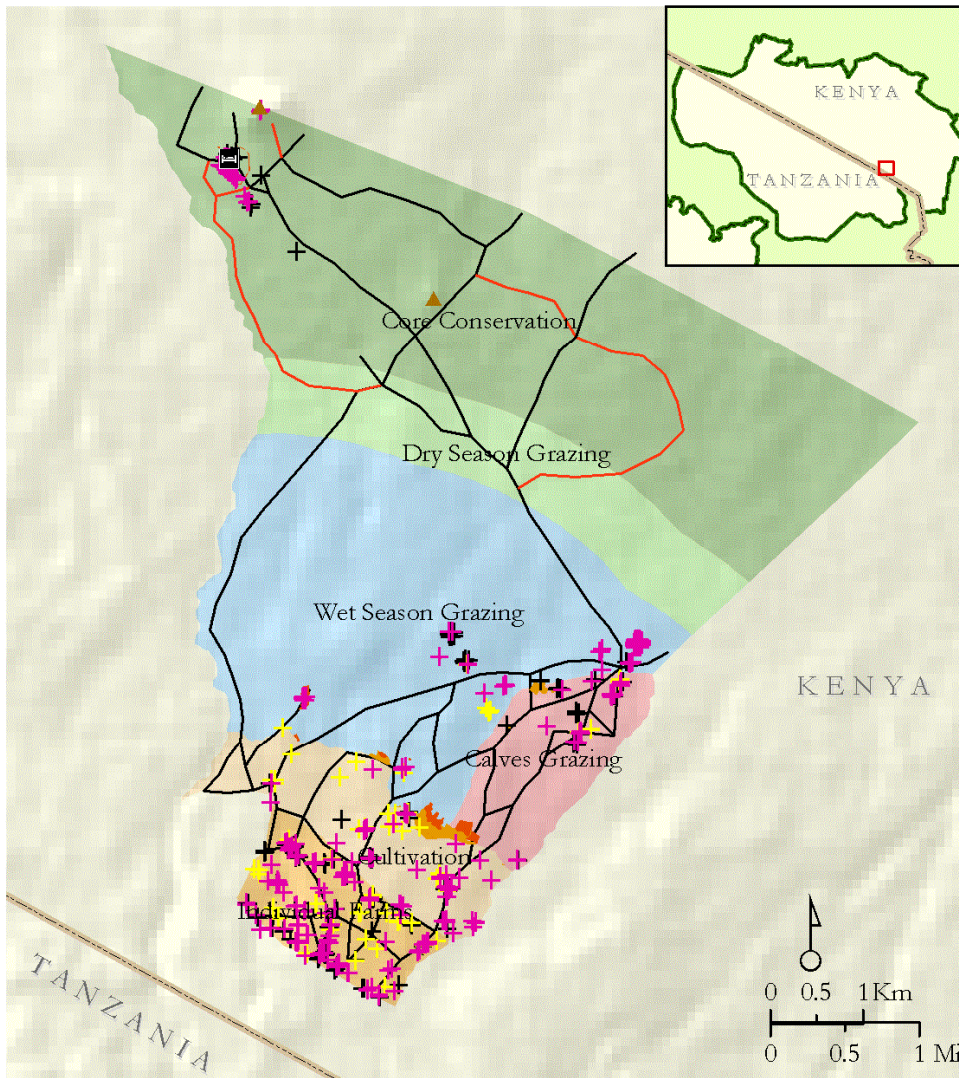 KENYA
TANZANIA
Core Conservation
Dry Season Grazing
Wet Season Grazing
KENYA
Calves Grazing
Cultivation
Individual Farms
TANZANIA
0 0.5 1 Km
0 0.5 1 Mi